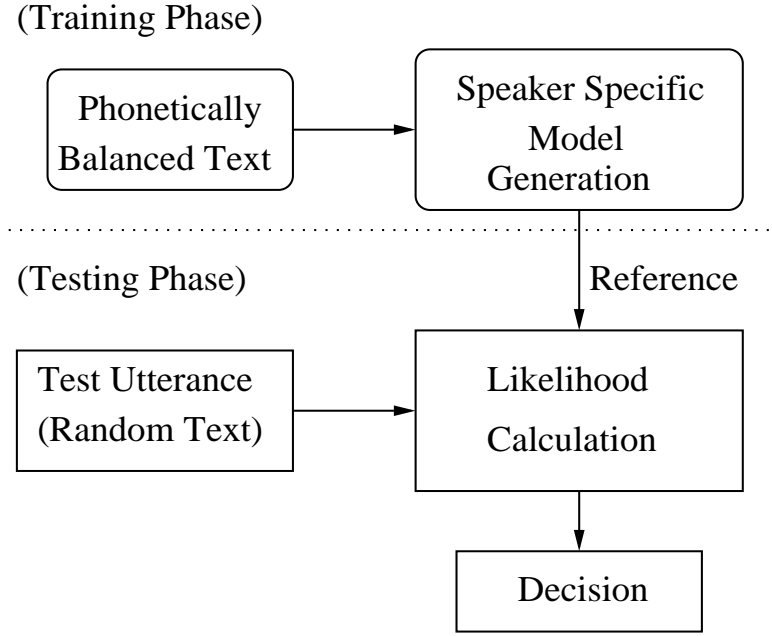 (Training Phase)
Phonetically
Balanced Text
Speaker Specific
Model
Generation
(Testing Phase)
Reference
Test Utterance
(Random Text)
Likelihood
Calculation
Decision